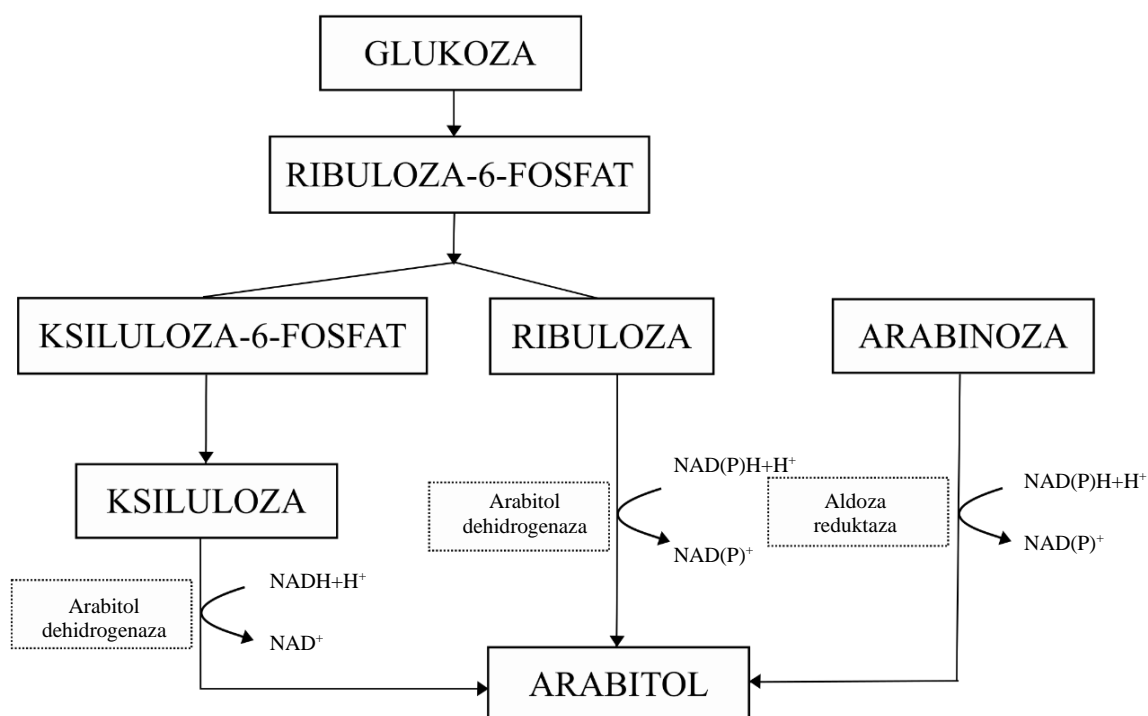 GLUKOZA
RIBULOZA-6-FOSFAT
KSILULOZA-6-FOSFAT
RIBULOZA
ARABINOZA
KSILULOZA
Arabitol
dehidrogenaza
NAD(P)H+H⁺
NAD(P)⁺
Aldoza
reduktaza
NAD(P)H+H⁺
NAD(P)⁺
Arabitol
dehidrogenaza
NADH+H⁺
NAD⁺
ARABITOL